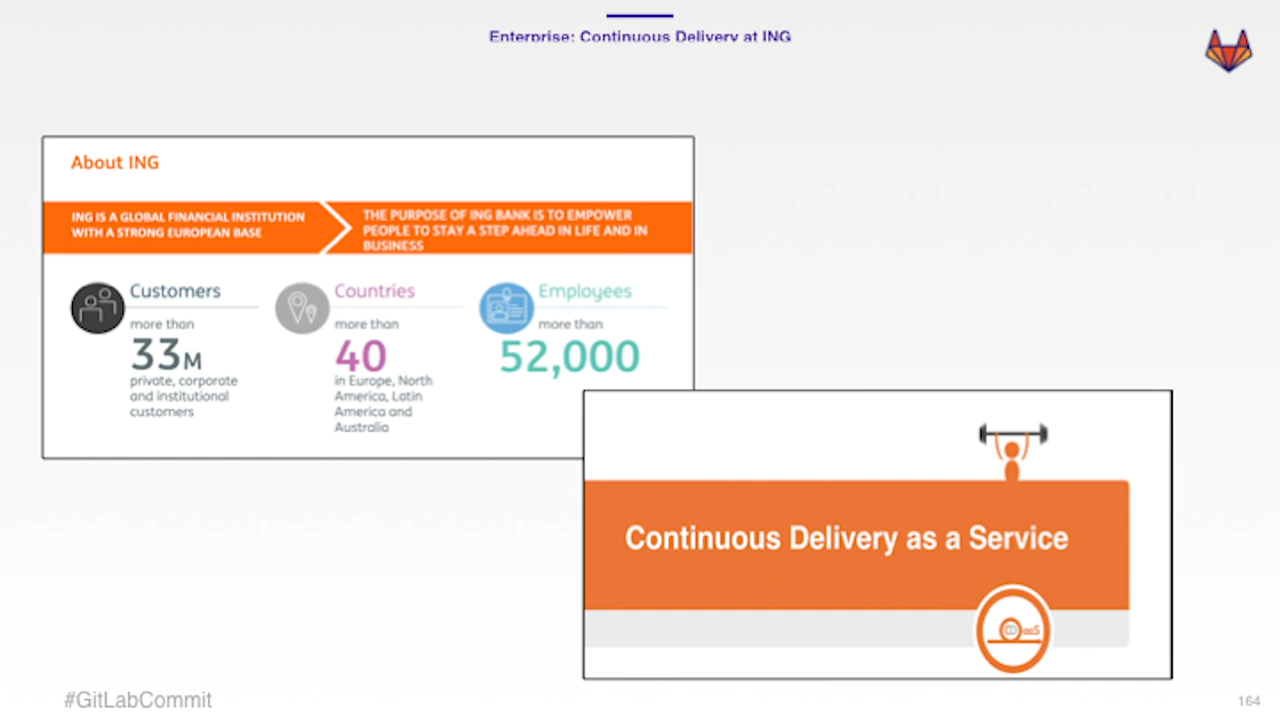 Enterprise: Continuous Delivery at ING
About ING
ING IS A GLOBAL FINANCIAL INSTITUTION
WITH A STRONG EUROPEAN BASE
THE PURPOSE OF ING BANK IS TO EMPOWER
PEOPLE TO STAY A STEP AHEAD IN LIFE AND IN
BUSINESS
Customers
more than
33M
private, corporate
and institutional
customers
Countries
more than
40
in Europe, North
America, Latin
America and
Australia
Employees
more than
52,000
Continuous Delivery as a Service
#GitLabCommit
164